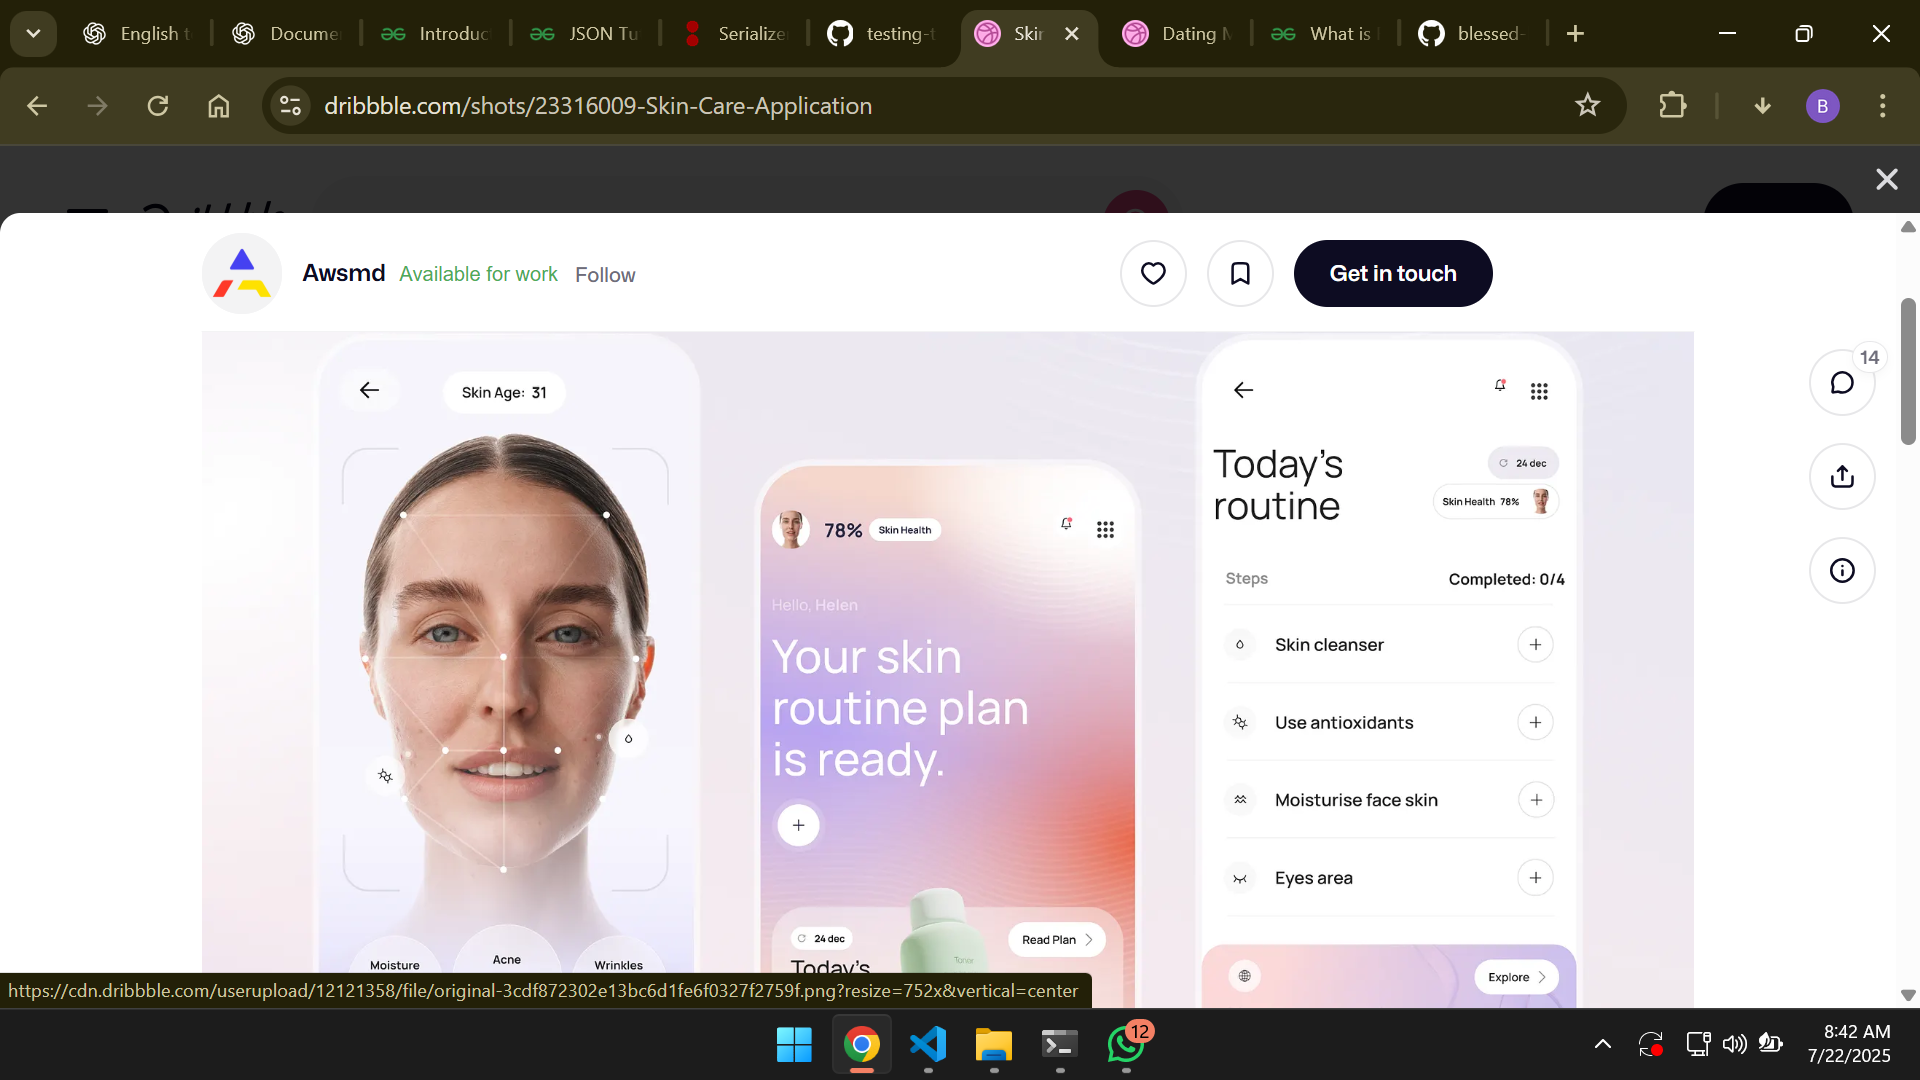 English t
Docume
Introduc
JSON Tu
Serialize
testing-t
Skin
Dating M
What is
blessed-
dribbble.com/shots/23316009-Skin-Care-Application
B
Awsmd
Available for work
Follow
Get in touch
14
Skin Age: 31
Moisture
Acne
Wrinkles
78%
Skin Health
Hello, Helen
Your skin
routine plan
is ready.
24 dec
Read Plan
Today's
Today's
routine
24 dec
Skin Health 78%
Steps
Completed: 0/4
Skin cleanser
Use antioxidants
Moisturise face skin
Eyes area
Explore
https://cdn.dribbble.com/userupload/12121358/file/original-3cdf872302e13bc6d1fe6f0327f2759f.png?resize=752x&vertical=center
12
8:42 AM
7/22/2025